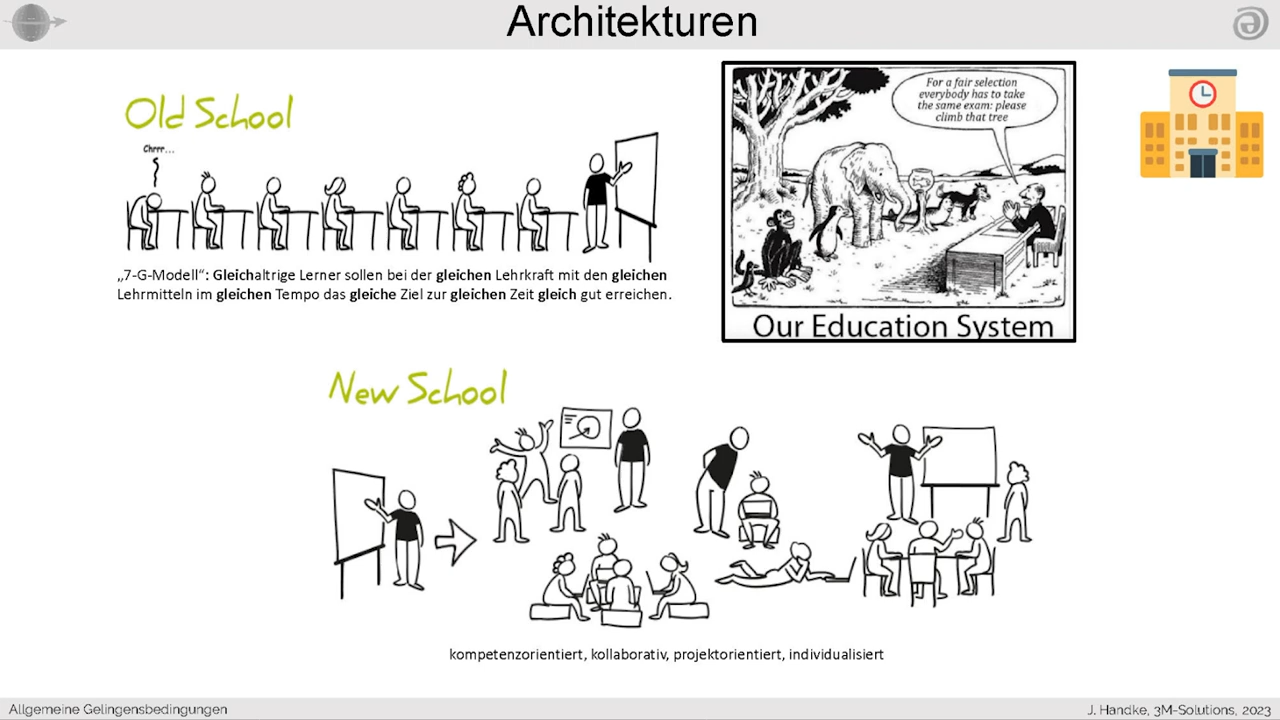 Architekturen
Old School
Chrrr...
„7-G-Modell“: Gleichaltrige Lerner sollen bei der gleichen Lehrkraft mit den gleichen
Lehrmitteln im gleichen Tempo das gleiche Ziel zur gleichen Zeit gleich gut erreichen.
For a fair selection
everybody has to take
the same exam: please
climb that tree
Our Education System
New School
kompetenzorientiert, kollaborativ, projektorientiert, individualisiert
Allgemeine Gelingensbedingungen
J. Handke, 3M-Solutions, 2023